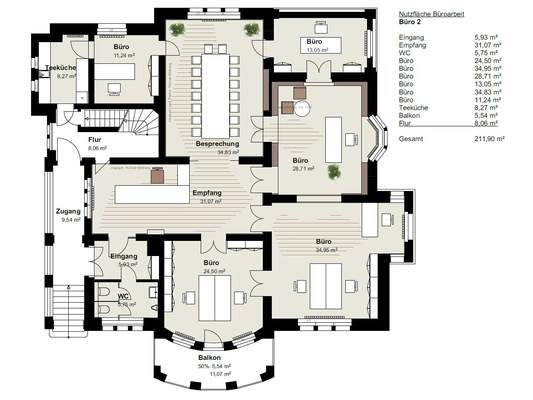 Nutzfläche Büroarbeit
Büro 2
Eingang 5,93 m²
Empfang 31,07 m²
WC 5,75 m²
Büro 24,50 m²
Büro 34,95 m²
Büro 28,71 m²
Büro 13,05 m²
Büro 34,83 m²
Büro 11,24 m²
Teeküche 8,27 m²
Balkon 5,54 m²
Flur 8,06 m²
Gesamt 211,90 m²
Büro
11,24 m²
Büro
13,05 m²
Teeküche
8,27 m²
Flur
8,06 m²
Besprechung
34,83 m²
Büro
28,71 m²
Empfang
31,07 m²
Zugang
9,54 m²
Eingang
5,93 m²
Büro
24,50 m²
Büro
34,95 m²
WC
5,75 m²
Balkon
50%: 5,54 m²
11,07 m²